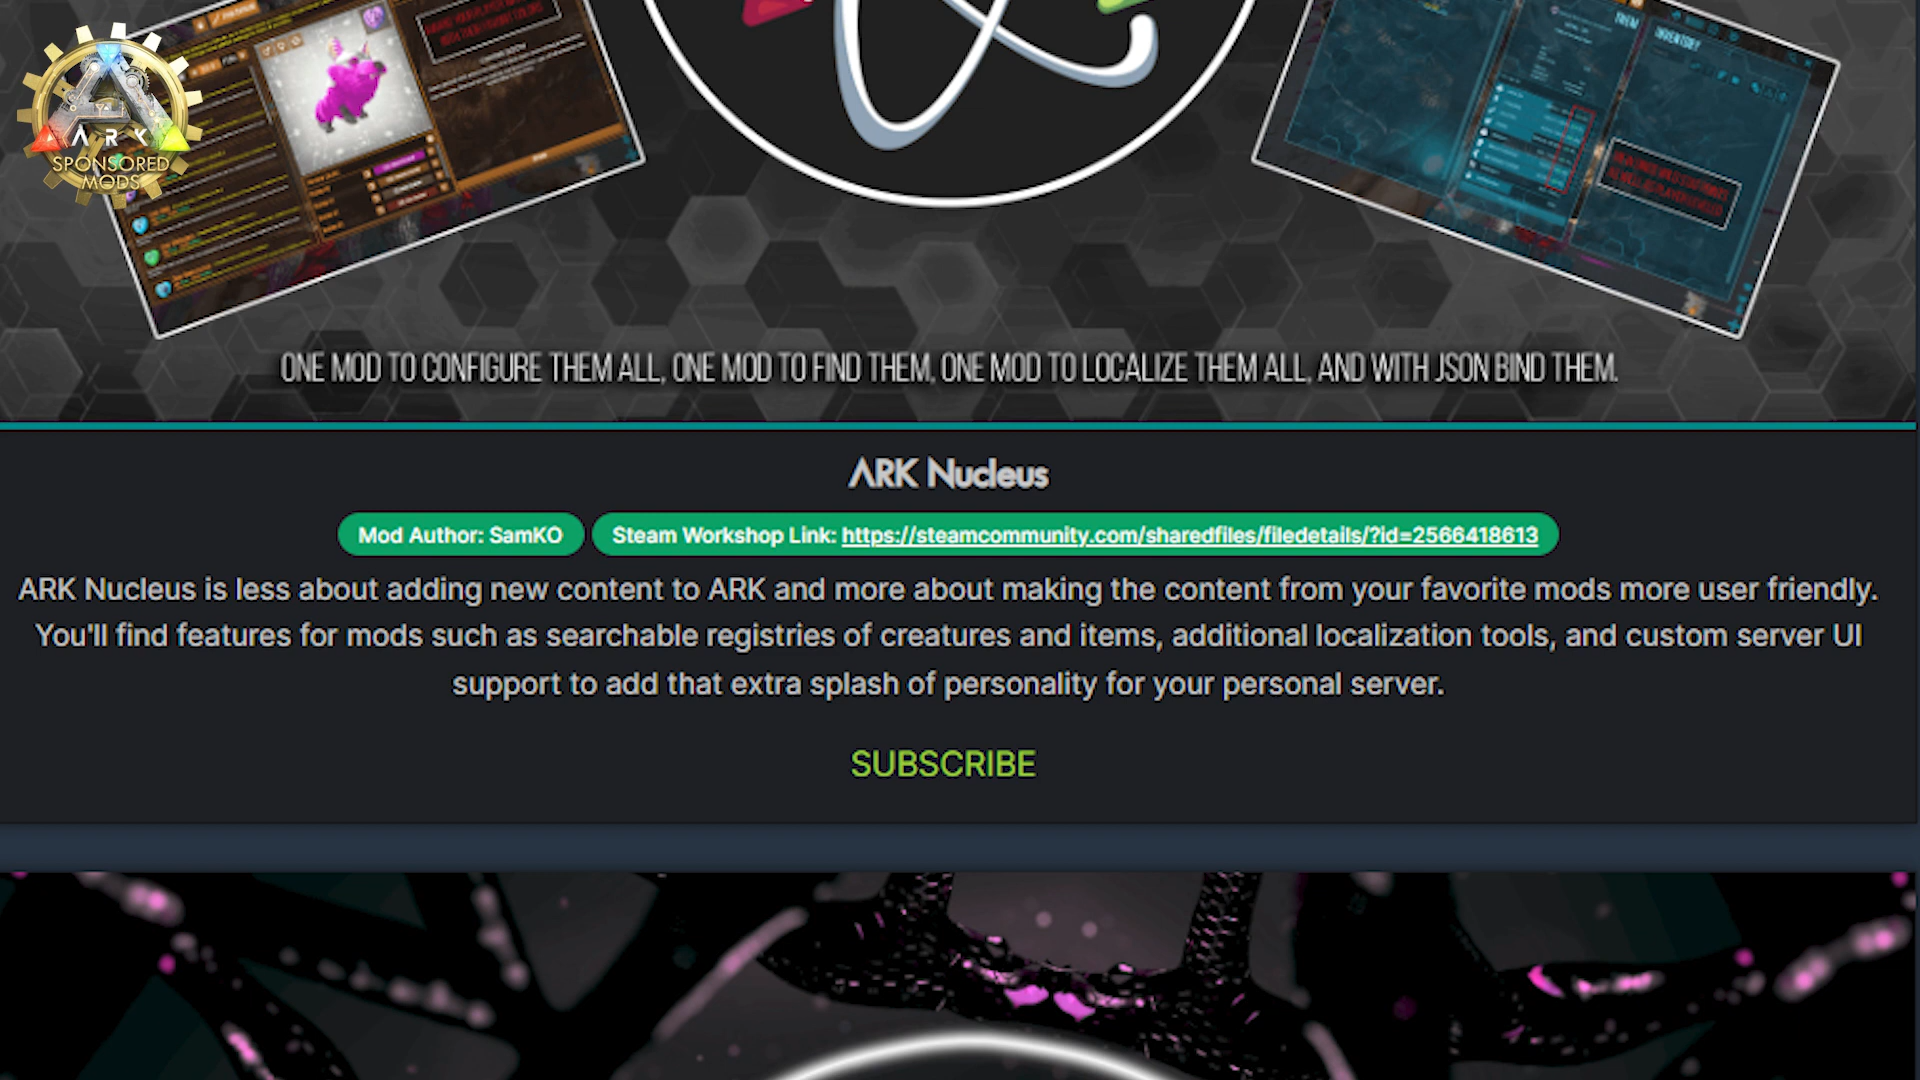 ARK
SPONSORED
MODS
INVENTORY
ONE MOD TO CONFIGURE THEM ALL, ONE MOD TO FIND THEM, ONE MOD TO LOCALIZE THEM ALL, AND WITH JSON BIND THEM.
ARK Nucleus
Mod Author: SamKO
Steam Workshop Link: https://steamcommunity.com/sharedfiles/filedetails/?id=2566418613
ARK Nucleus is less about adding new content to ARK and more about making the content from your favorite mods more user friendly.
You'll find features for mods such as searchable registries of creatures and items, additional localization tools, and custom server UI
support to add that extra splash of personality for your personal server.
SUBSCRIBE